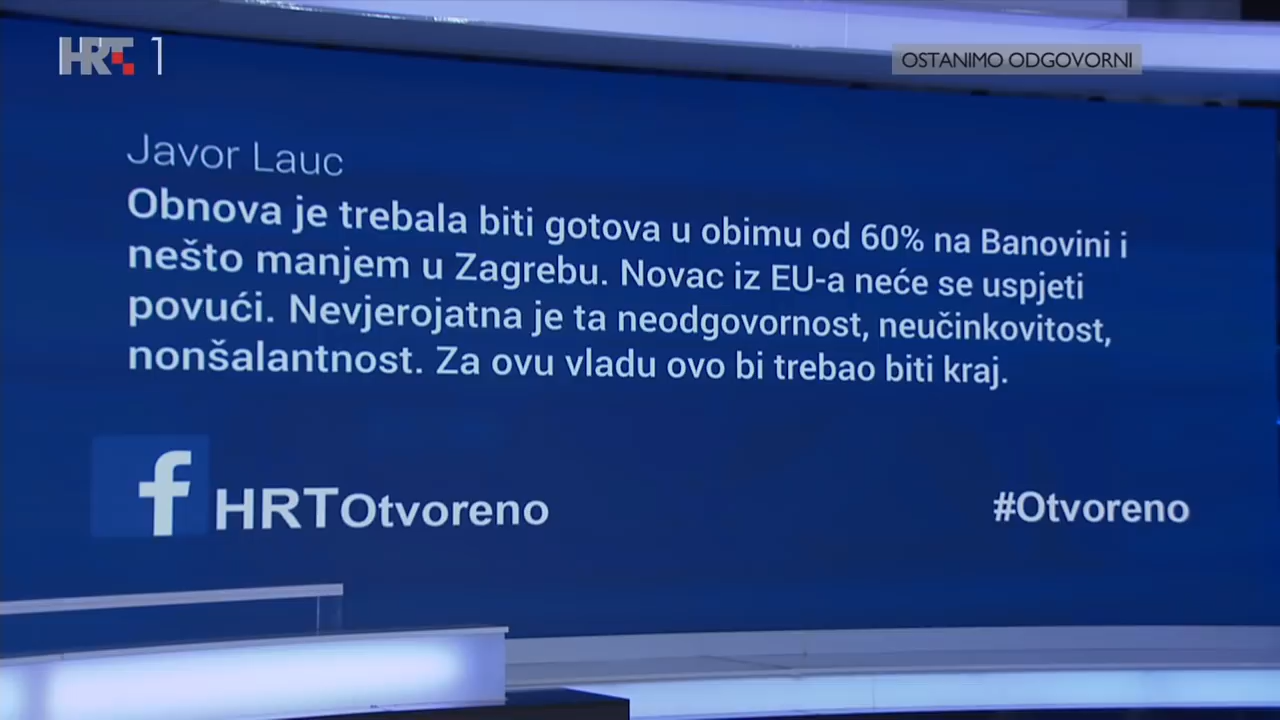 HRT 1
OSTANIMO ODGOVORNI
Javor Lauc
Obnova je trebala biti gotova u obimu od 60% na Banovini i
nešto manjem u Zagrebu. Novac iz EU-a neće se uspjeti
povući. Nevjerojatna je ta neodgovornost, neučinkovitost,
nonšalantnost. Za ovu vladu ovo bi trebao biti kraj.
f HRTOtvoreno
#Otvoreno